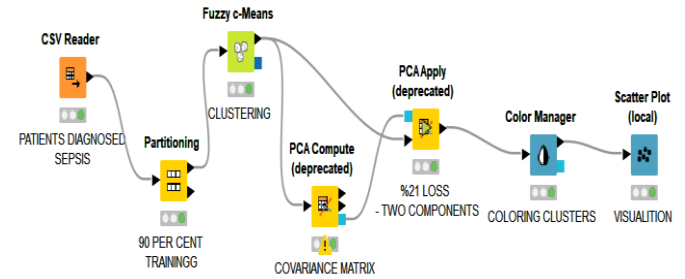 Fuzzy c-Means
CSV Reader
PCA Apply
(deprecated)
Color Manager
Scatter Plot
(local)
CLUSTERING
PATIENTS DIAGNOSED
SEPSIS
Partitioning
PCA Compute
(deprecated)
%21 LOSS
- TWO COMPONENTS
COLORING CLUSTERS
VISUALITION
90 PER CENT
TRAININGG
COVARIANCE MATRIX